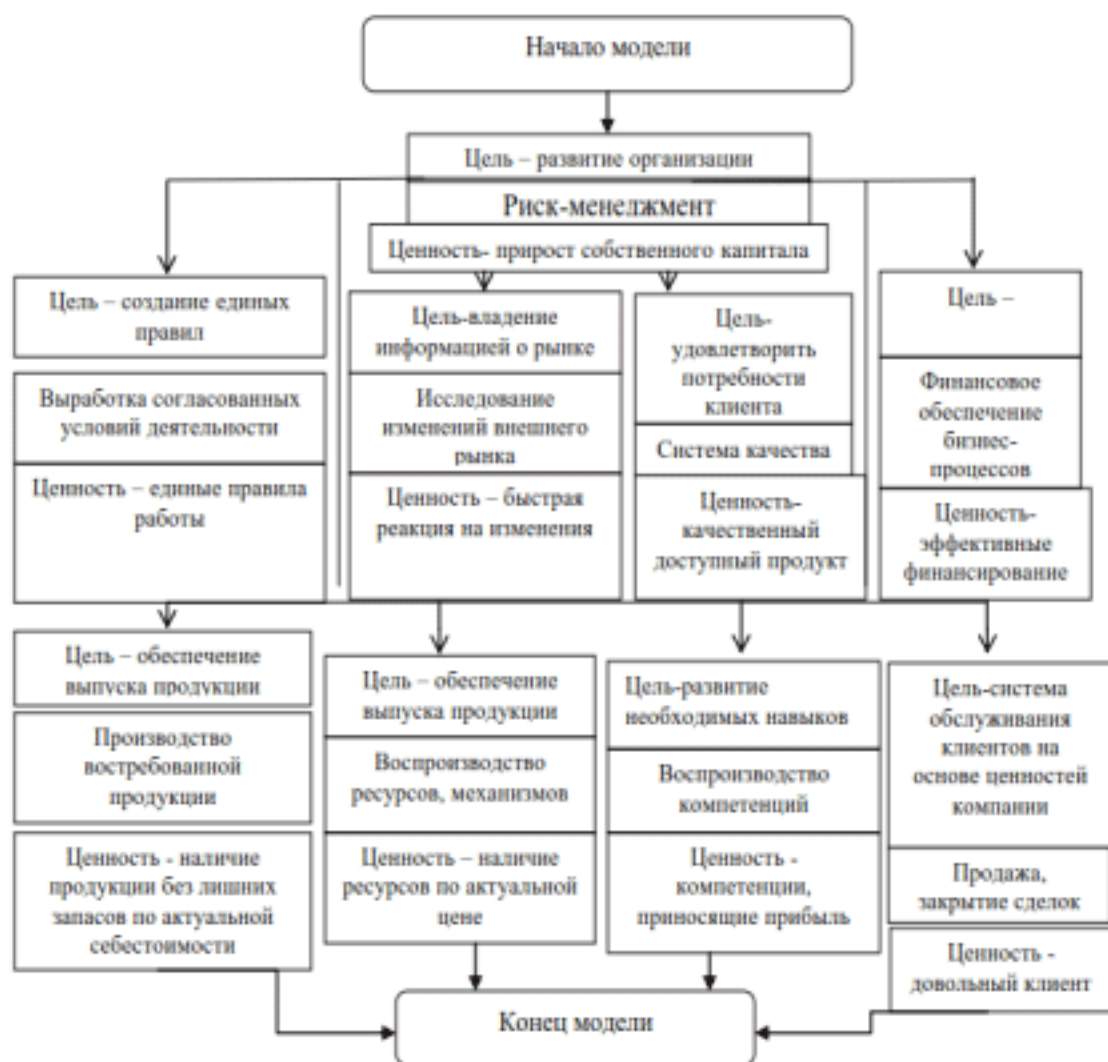 Начало модели
Цель – развитие организации
Риск-менеджмент
Ценность- прирост собственного капитала
Цель – создание единых
правил
Выработка согласованных
условий деятельности
Ценность – единые правила
работы
Цель-владение
информацией о рынке
Исследование
изменений внешнего
рынка
Ценность – быстрая
реакция на изменения
Цель-
удовлетворить
потребности
клиента
Система качества
Ценность-
качественный
доступный продукт
Цель –
Финансовое
обеспечение
бизнес-
процессов
Ценность-
эффективные
финансирование
Цель – обеспечение
выпуска продукции
Производство
востребованной
продукции
Ценность - наличие
продукции без лишних
запасов по актуальной
себестоимости
Цель – обеспечение
выпуска продукции
Воспроизводство
ресурсов, механизмов
Ценность – наличие
ресурсов по актуальной
цене
Цель-развитие
необходимых навыков
Воспроизводство
компетенций
Ценность -
компетенции,
приносящие прибыль
Цель-система
обслуживания
клиентов на
основе ценностей
компании
Продажа,
закрытие сделок
Ценность -
довольный клиент
Конец модели